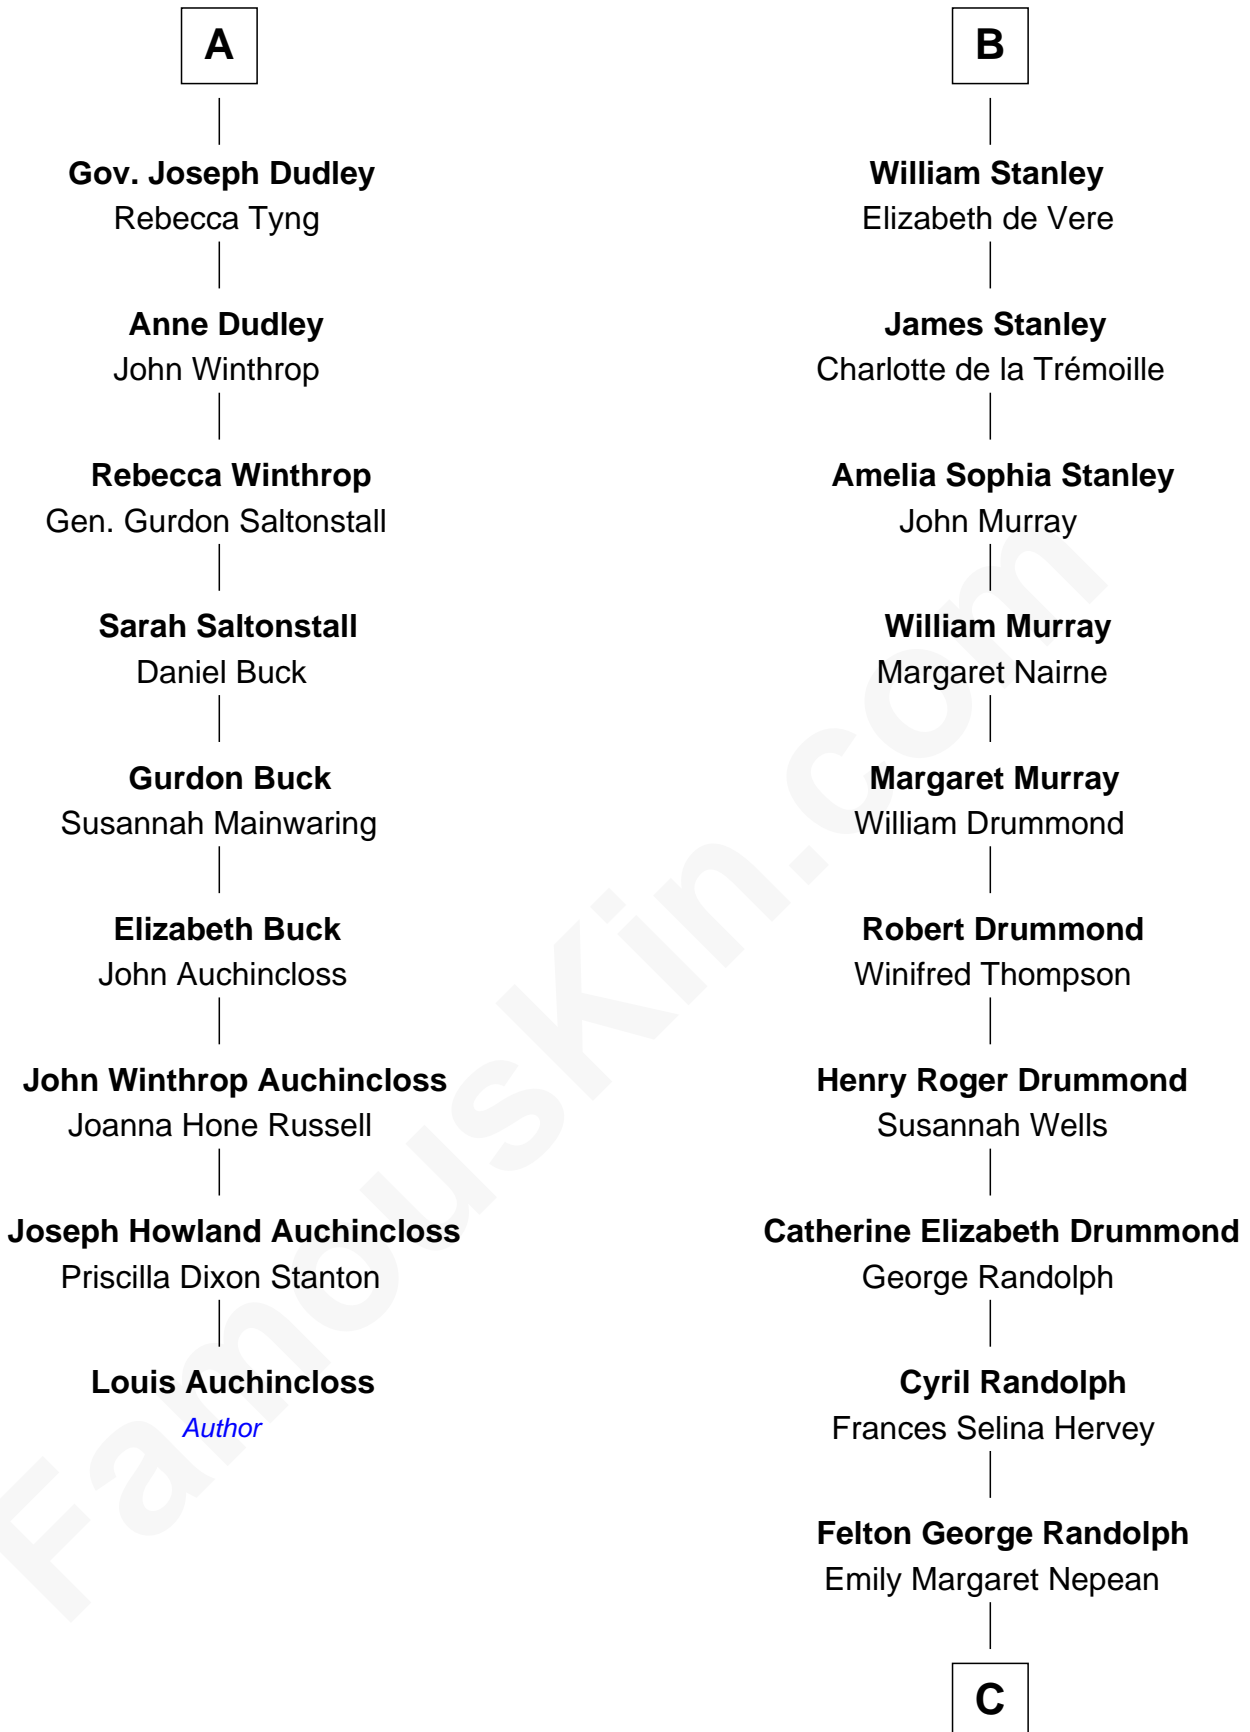 A
Gov. Joseph Dudley
Rebecca Tyng
Anne Dudley
John Winthrop
Rebecca Winthrop
Gen. Gurdon Saltonstall
Sarah Saltonstall
Daniel Buck
Gurdon Buck
Susannah Mainwaring
Elizabeth Buck
John Auchincloss
John Winthrop Auchincloss
Joanna Hone Russell
Joseph Howland Auchincloss
Priscilla Dixon Stanton
Louis Auchincloss
Author
B
William Stanley
Elizabeth de Vere
James Stanley
Charlotte de la Trémoille
Amelia Sophia Stanley
John Murray
William Murray
Margaret Nairne
Margaret Murray
William Drummond
Robert Drummond
Winifred Thompson
Henry Roger Drummond
Susannah Wells
Catherine Elizabeth Drummond
George Randolph
Cyril Randolph
Frances Selina Hervey
Felton George Randolph
Emily Margaret Nepean
C
FamousKin.com